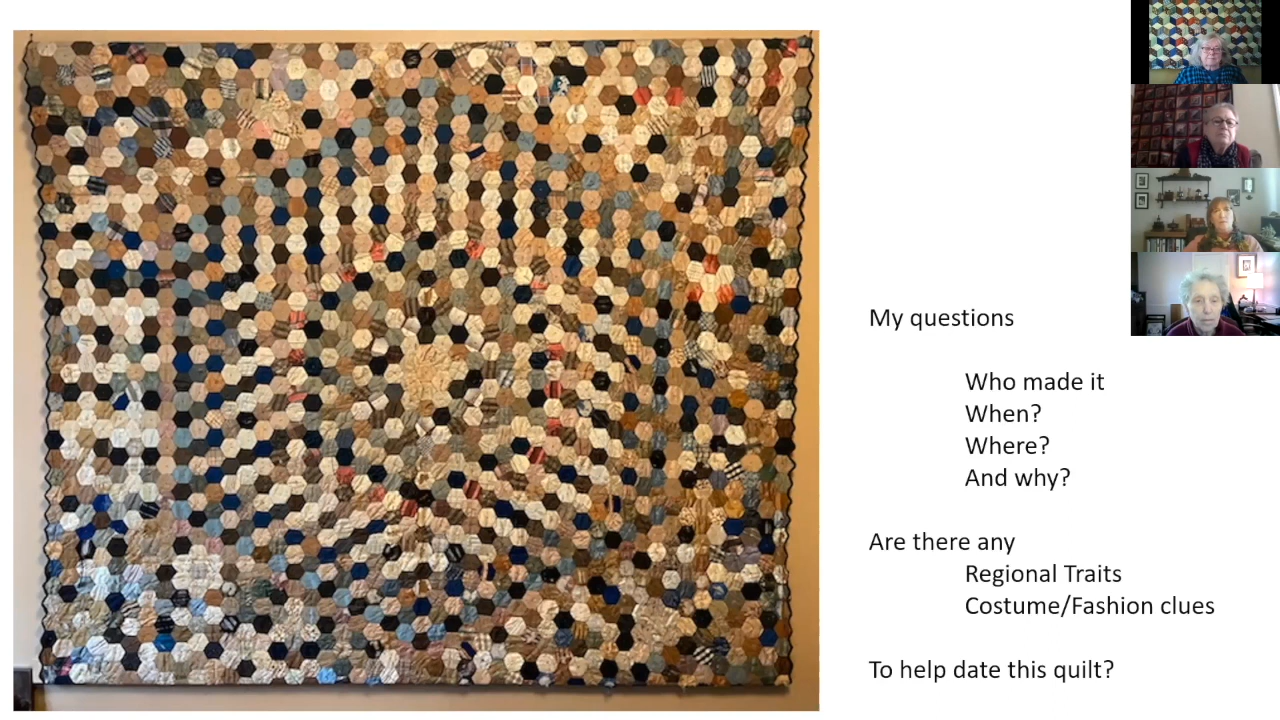 My questions
Who made it
When?
Where?
And why?
Are there any
Regional Traits
Costume/Fashion clues
To help date this quilt?